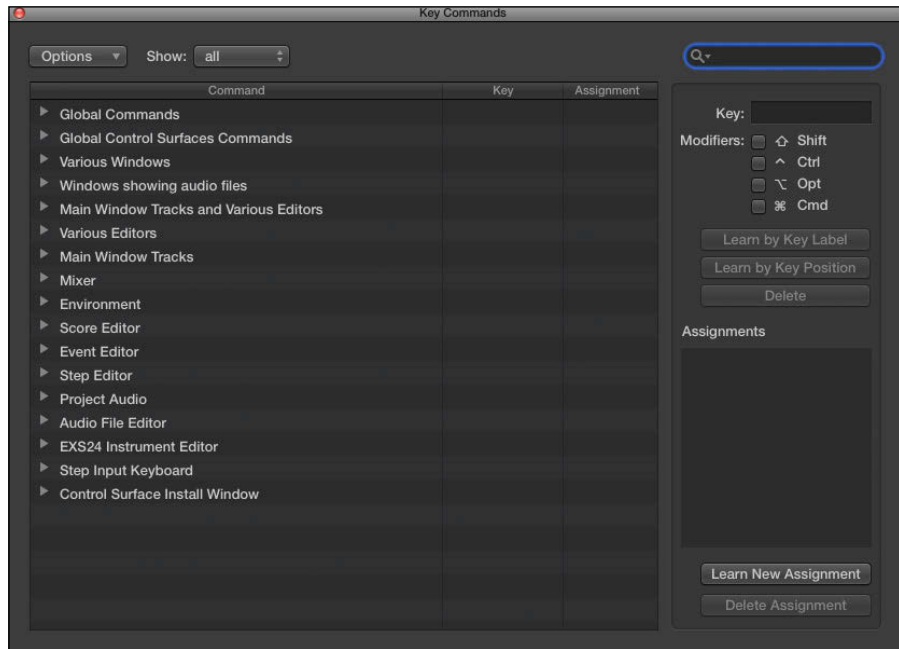 Key Commands
Options Show: all
Command Key Assignment
Global Commands
Global Control Surfaces Commands
Various Windows
Windows showing audio files
Main Window Tracks and Various Editors
Various Editors
Main Window Tracks
Mixer
Environment
Score Editor
Event Editor
Step Editor
Project Audio
Audio File Editor
EXS24 Instrument Editor
Step Input Keyboard
Control Surface Install Window
Key:
Modifiers: ⇧ Shift
⌃ Ctrl
⌥ Opt
⌘ Cmd
Learn by Key Label
Learn by Key Position
Delete
Assignments
Learn New Assignment
Delete Assignment